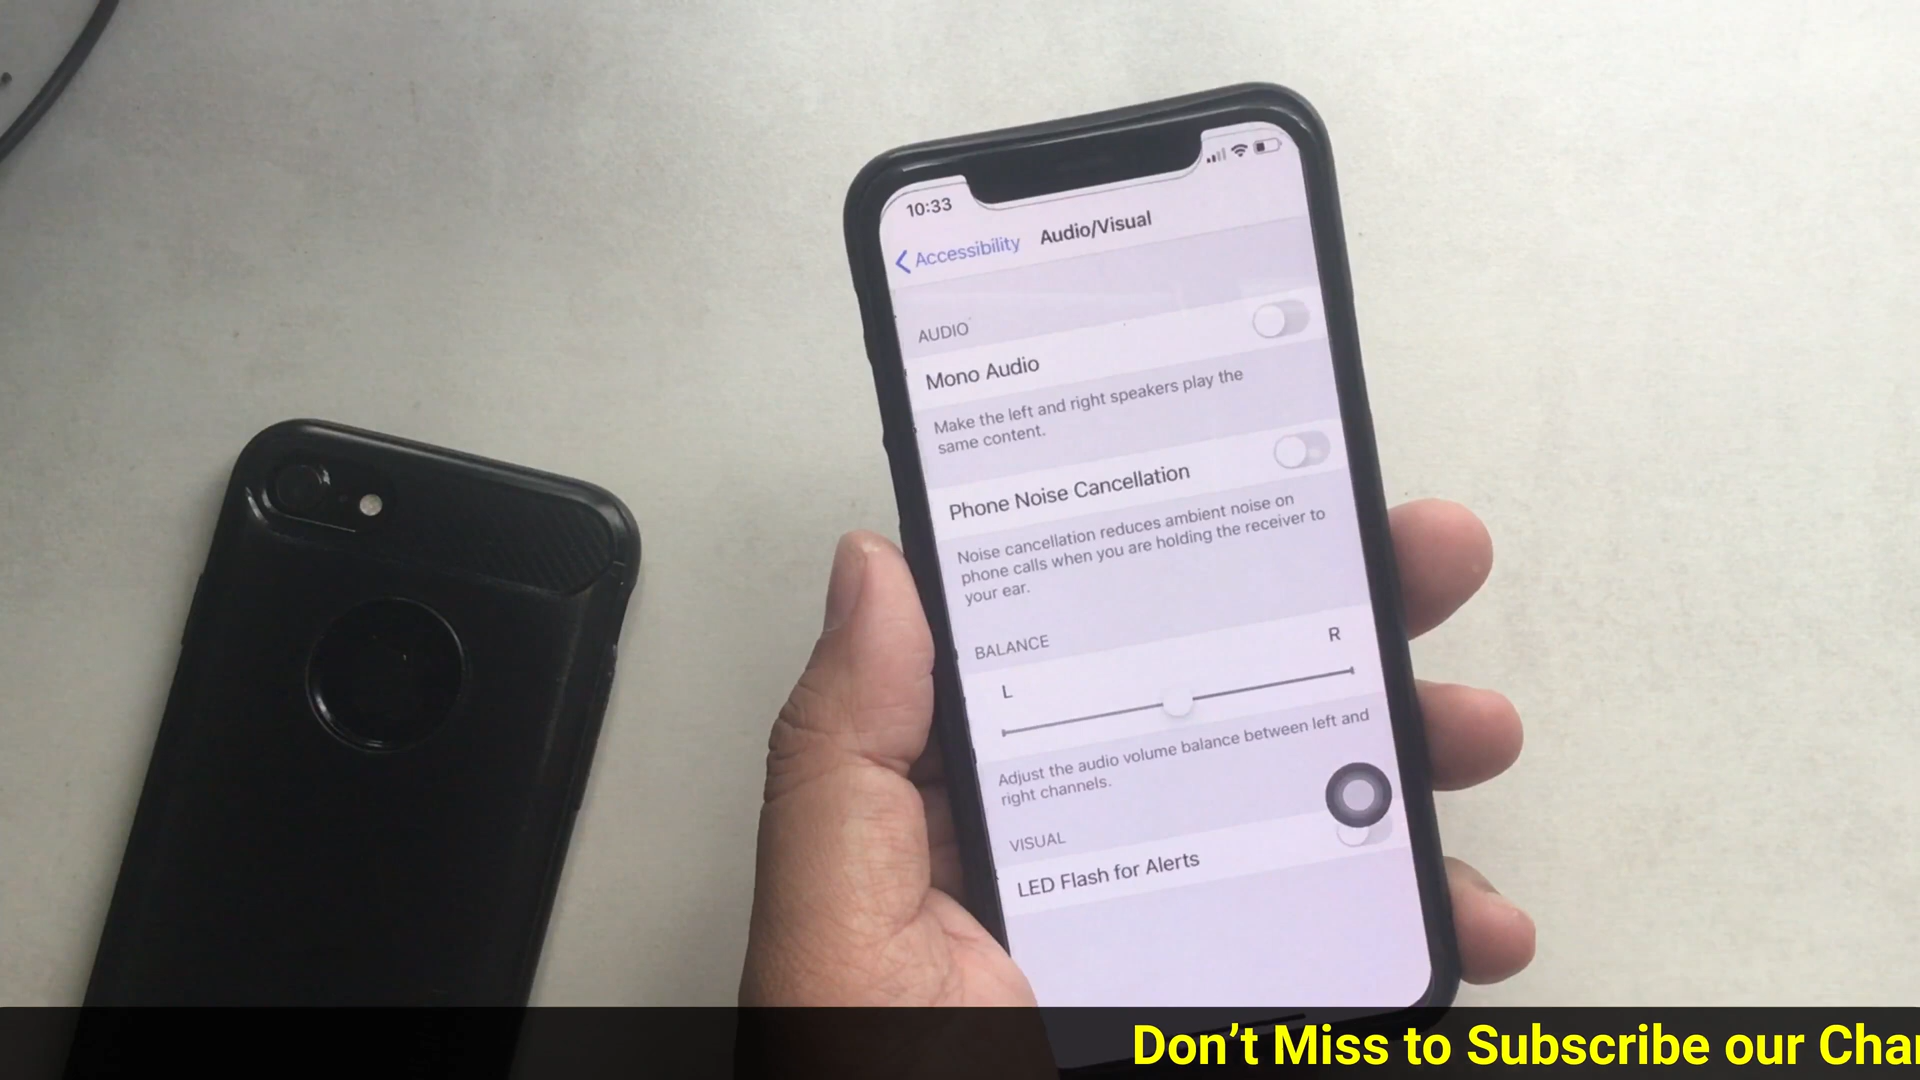 10:33
Accessibility
Audio/Visual
AUDIO
Mono Audio
Make the left and right speakers play the
same content.
Phone Noise Cancellation
Noise cancellation reduces ambient noise on
phone calls when you are holding the receiver to
your ear.
BALANCE
L
R
Adjust the audio volume balance between left and
right channels.
VISUAL
LED Flash for Alerts
Don’t Miss to Subscribe our